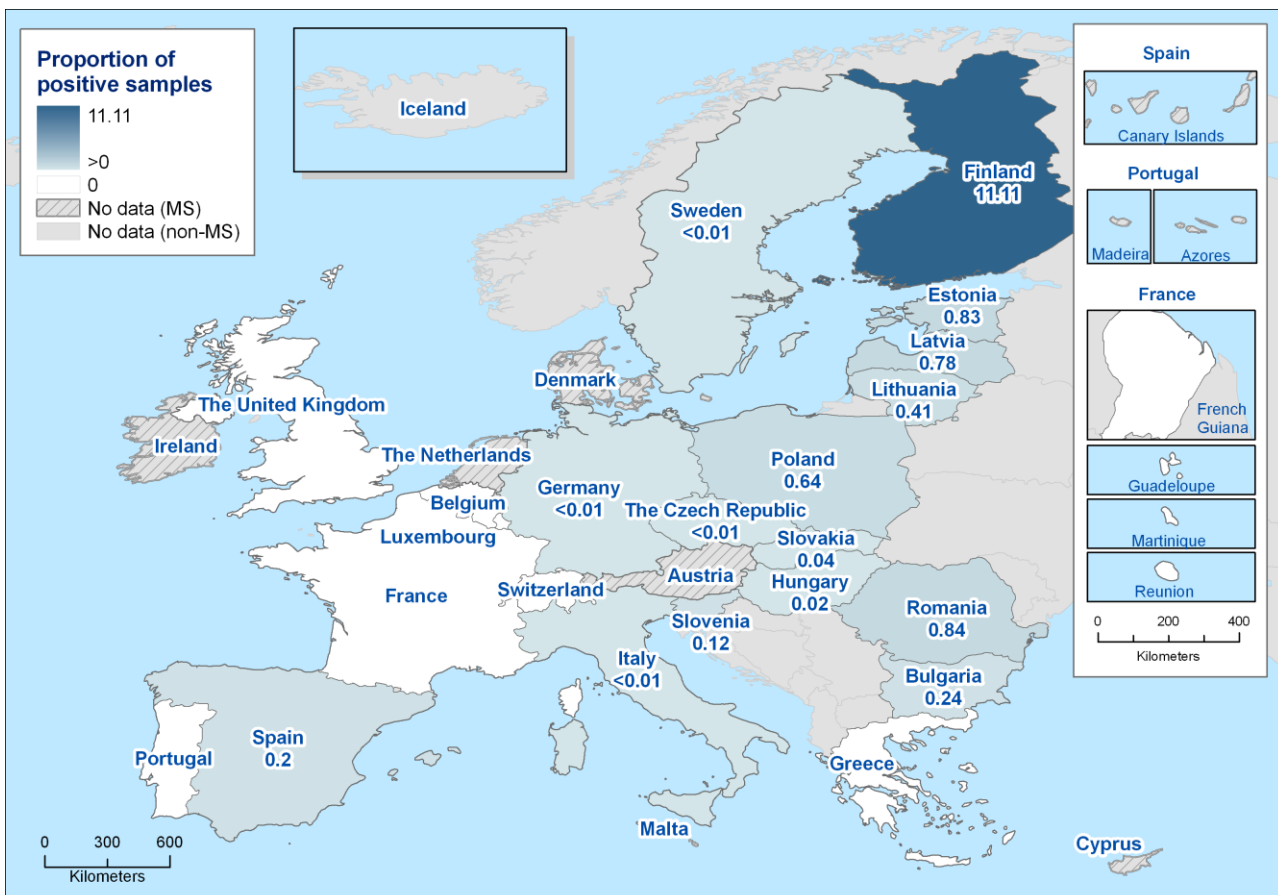 Proportion of
positive samples
11.11
>0
0
No data (MS)
No data (non-MS)
Iceland
Spain
Canary Islands
Portugal
Madeira
Azores
France
French
Guiana
Guadeloupe
Martinique
Reunion
0 200 400
Kilometers
Finland
11.11
Sweden
<0.01
Estonia
0.83
Latvia
0.78
Lithuania
0.41
Denmark
The United Kingdom
Ireland
The Netherlands
Belgium
Luxembourg
Germany
<0.01
Poland
0.64
The Czech Republic
<0.01
Slovakia
0.04
Austria
Hungary
0.02
Switzerland
France
Slovenia
0.12
Romania
0.84
Italy
<0.01
Bulgaria
0.24
Spain
0.2
Portugal
Greece
Malta
Cyprus
0 300 600
Kilometers